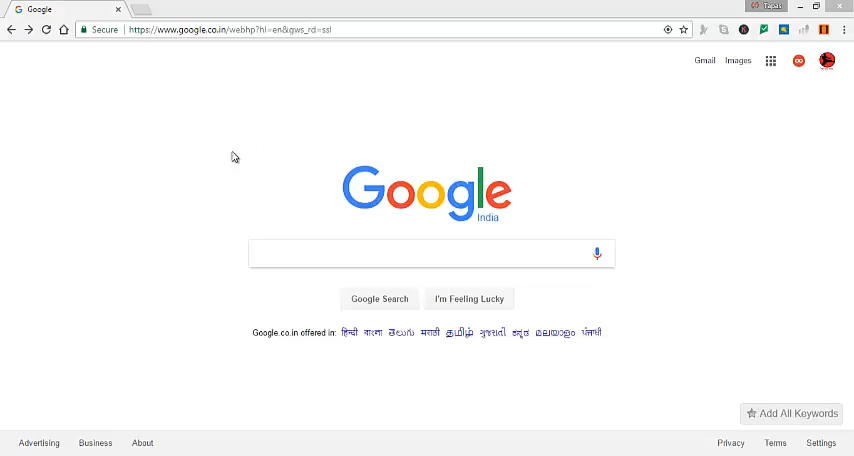 Google
Tapas
Secure
https://www.google.co.in/webhp?hl=en&gws_rd=ssl
Gmail Images
Google
India
Google Search I'm Feeling Lucky
Google.co.in offered in: हिन्दी বাংলা తెలుగు मराठी தமிழ் ગુજરાતી ಕನ್ನಡ മലയാളം ਪੰਜਾਬੀ
Add All Keywords
Advertising Business About Privacy Terms Settings